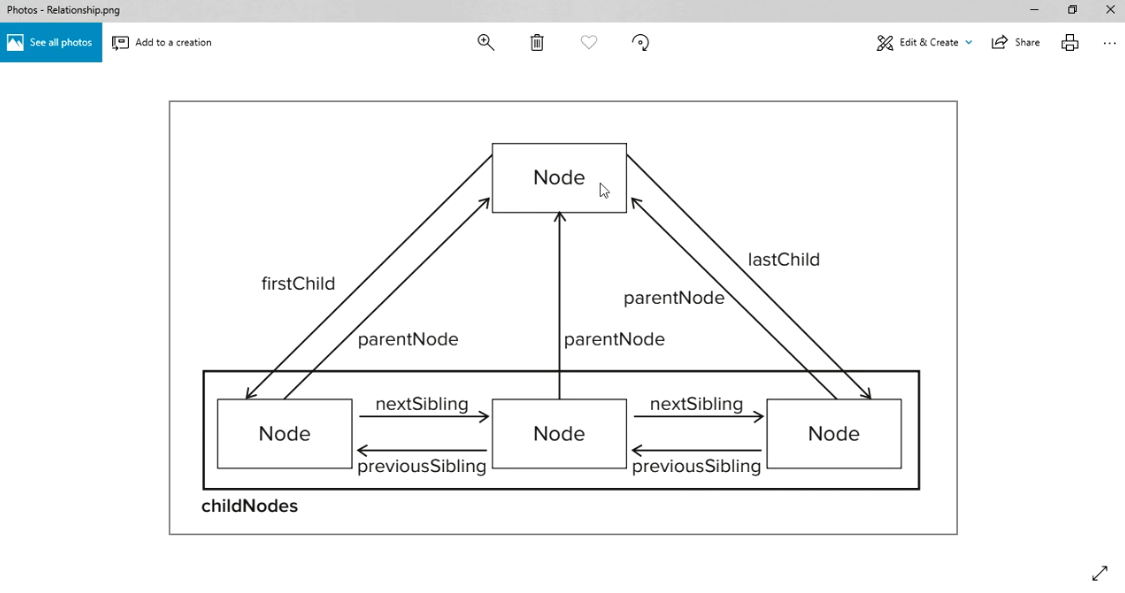 Photos - Relationship.png
See all photos
Add to a creation
Edit & Create
Share
Node
firstChild
lastChild
parentNode
parentNode
parentNode
nextSibling
nextSibling
Node
Node
Node
previousSibling
previousSibling
childNodes